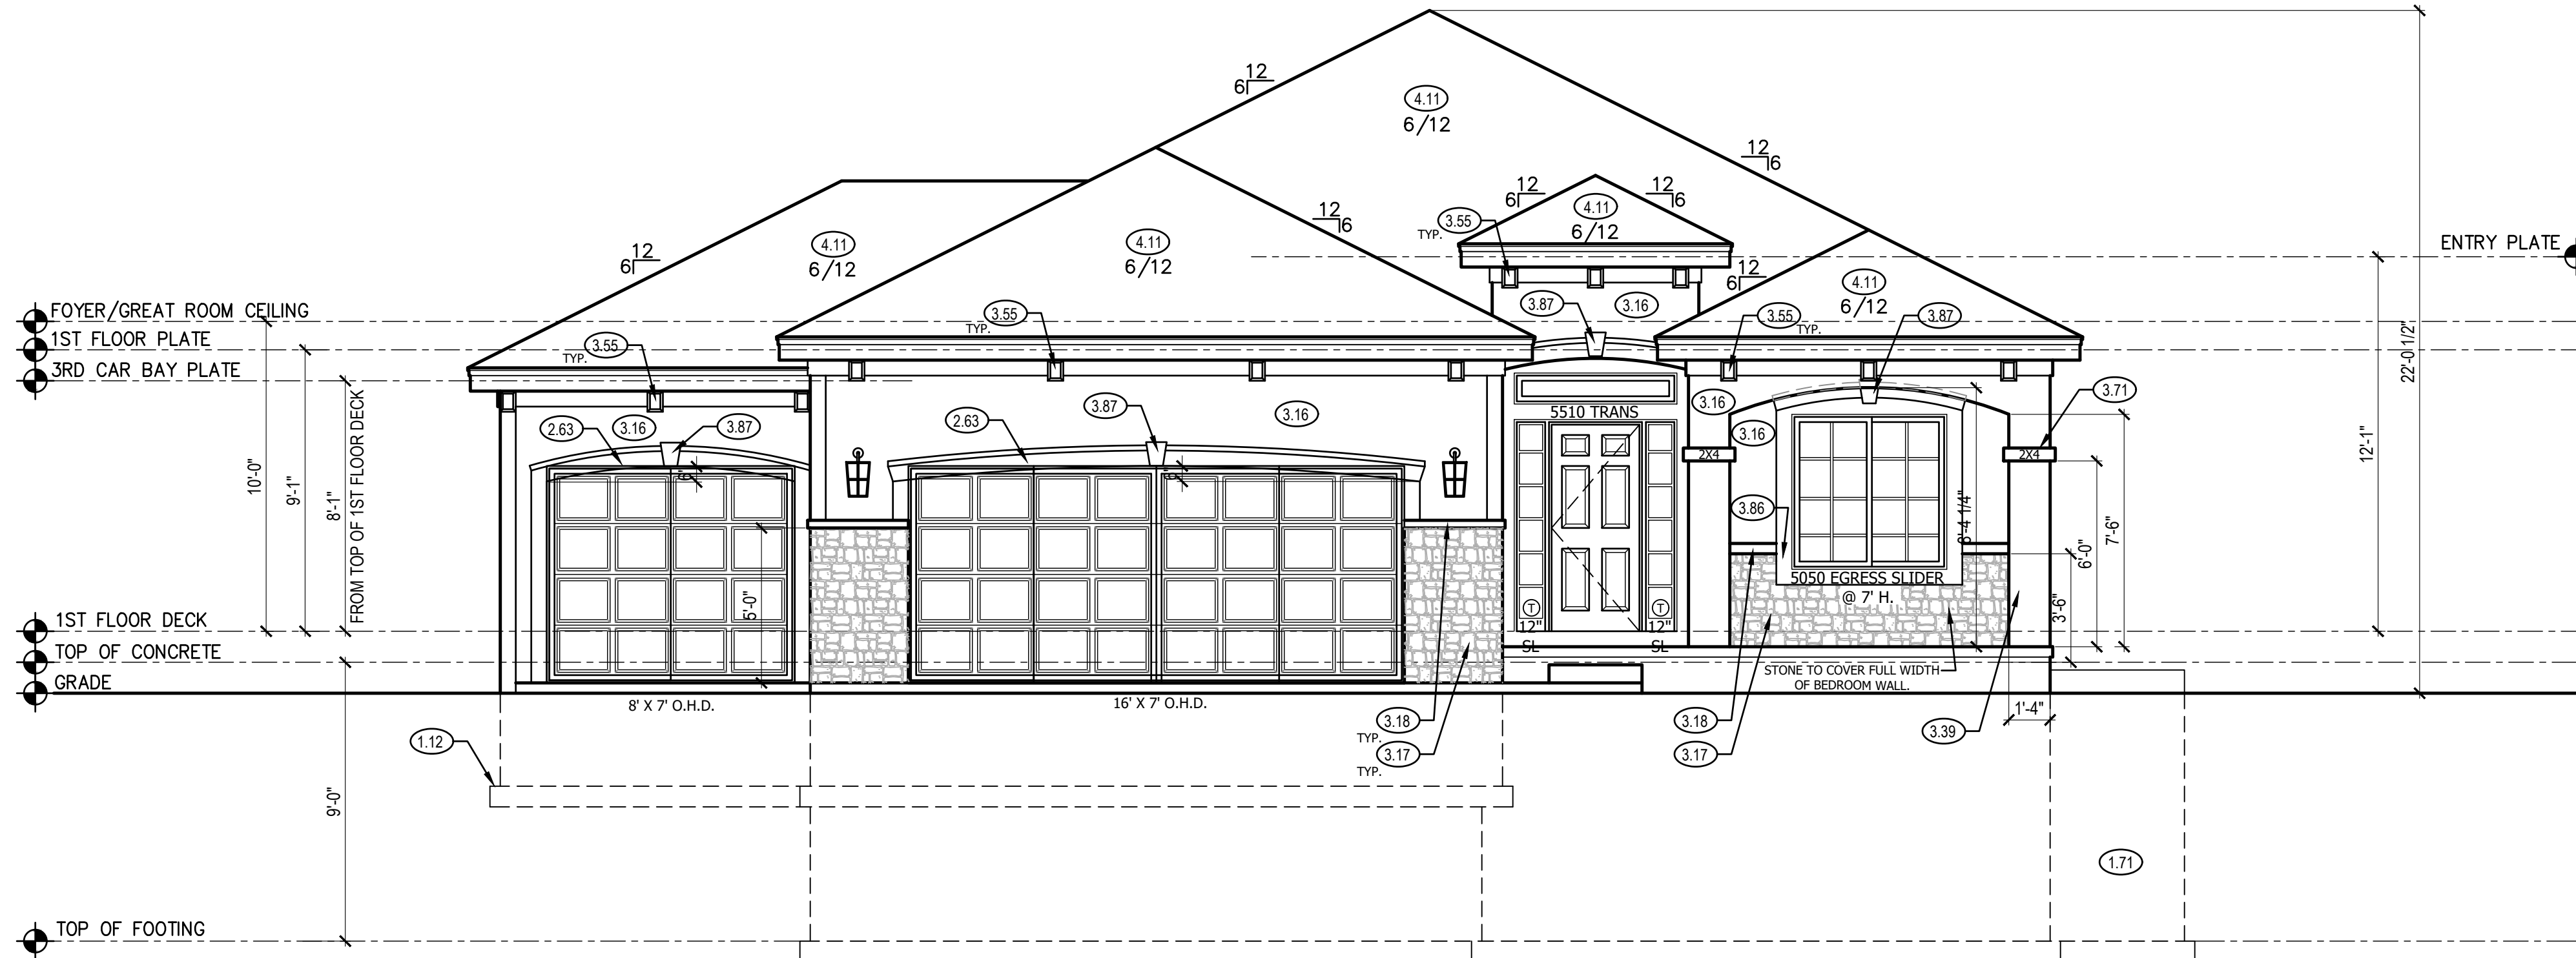 12
6
4.11
6/12
12
6
12
6
12
6
4.11
6/12
12
6
3.55
TYP.
12
6
4.11
6/12
4.11
6/12
12
6
ENTRY PLATE
12
6
4.11
6/12
FOYER/GREAT ROOM CEILING
1ST FLOOR PLATE
3RD CAR BAY PLATE
3.55
TYP.
3.55
TYP.
3.87
3.16
3.55
TYP.
3.87
22'-0 1/2"
10'-0"
9'-1"
8'-1"
FROM TOP OF 1ST FLOOR DECK
2.63
3.16
3.87
6"
2.63
3.87
3.16
6"
5510 TRANS
3.16
3.16
3.71
2X4
2X4
3.86
8'-4 1/4"
7'-6"
6'-0"
3'-6"
12'-1"
5'-0"
5050 EGRESS SLIDER
@ 7' H.
T
12"
SL
T
12"
SL
1ST FLOOR DECK
TOP OF CONCRETE
GRADE
STONE TO COVER FULL WIDTH
OF BEDROOM WALL.
8' X 7' O.H.D.
16' X 7' O.H.D.
3.18
TYP.
3.17
TYP.
3.18
3.17
3.39
1'-4"
1.12
9'-0"
1.71
TOP OF FOOTING